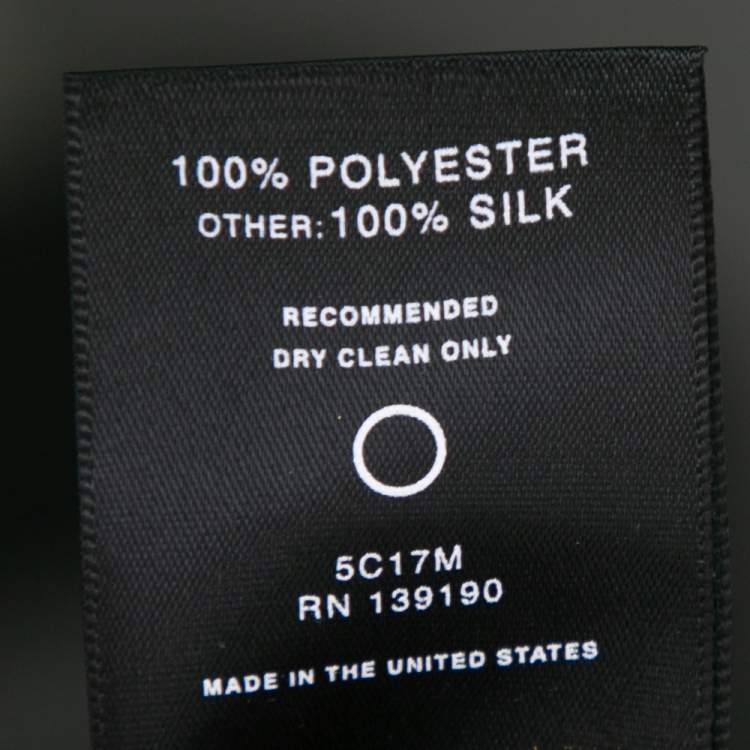 100% POLYESTER
OTHER: 100% SILK
RECOMMENDED
DRY CLEAN ONLY
5C17M
RN 139190
MADE IN THE UNITED STATES